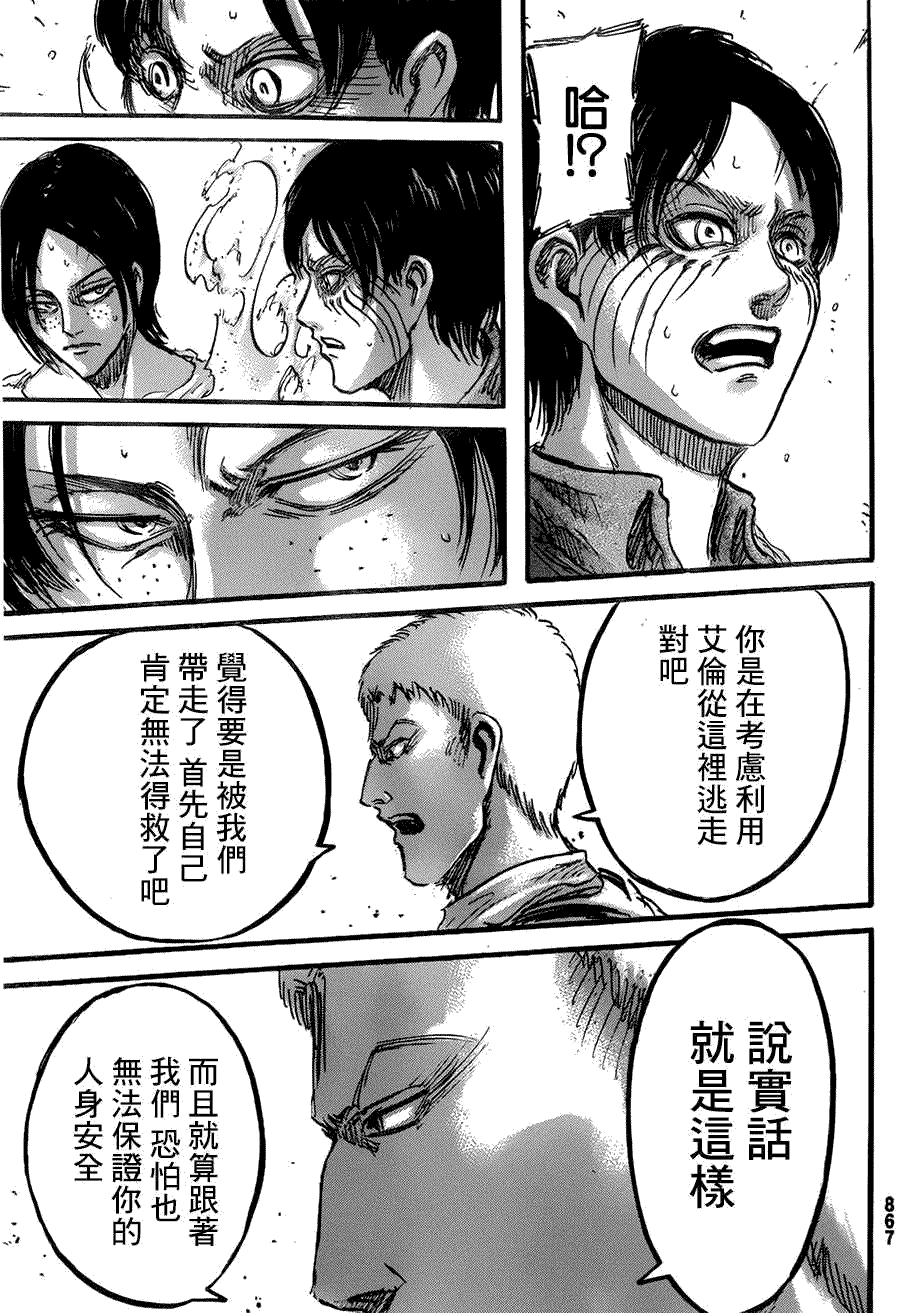 哈!?
你是在考慮利用
艾倫從這裡逃走
對吧
覺得要是被我們
帶走了 首先自己
肯定無法得救了吧
說實話
就是這樣
而且就算跟著
我們 恐怕也
無法保證你的
人身安全
867